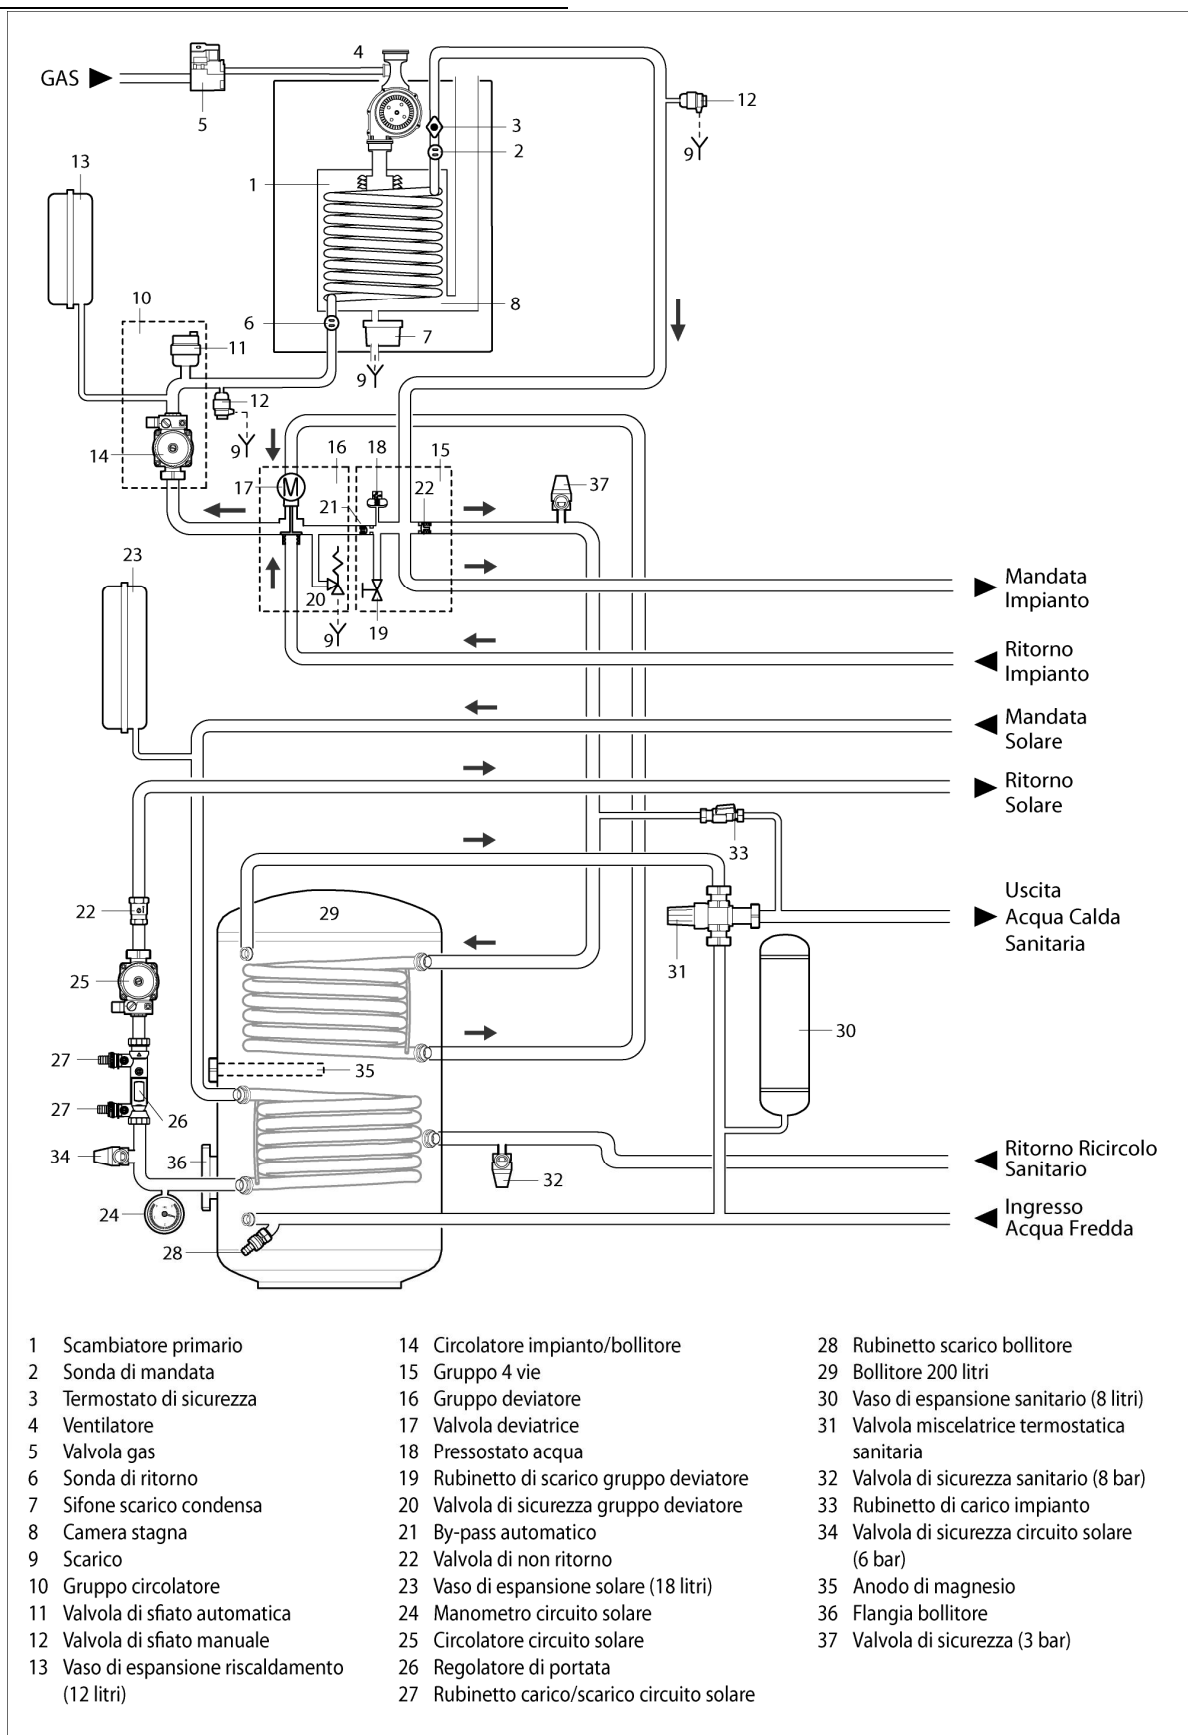 GAS
4
5
12
3
2
9
13
1
8
10
6
7
11
9
12
14
9
16
18
15
17
21
22
37
23
20
9
19
Mandata
Impianto
Ritorno
Impianto
Mandata
Solare
Ritorno
Solare
33
22
29
Uscita
Acqua Calda
Sanitaria
25
31
30
27
35
27
26
34
36
32
Ritorno Ricircolo
Sanitario
24
Ingresso
Acqua Fredda
28
1 Scambiatore primario
2 Sonda di mandata
3 Termostato di sicurezza
4 Ventilatore
5 Valvola gas
6 Sonda di ritorno
7 Sifone scarico condensa
8 Camera stagna
9 Scarico
10 Gruppo circolatore
11 Valvola di sfiato automatica
12 Valvola di sfiato manuale
13 Vaso di espansione riscaldamento
(12 litri)
14 Circolatore impianto/bollitore
15 Gruppo 4 vie
16 Gruppo deviatore
17 Valvola deviatrice
18 Pressostato acqua
19 Rubinetto di scarico gruppo deviatore
20 Valvola di sicurezza gruppo deviatore
21 By-pass automatico
22 Valvola di non ritorno
23 Vaso di espansione solare (18 litri)
24 Manometro circuito solare
25 Circolatore circuito solare
26 Regolatore di portata
27 Rubinetto carico/scarico circuito solare
28 Rubinetto scarico bollitore
29 Bollitore 200 litri
30 Vaso di espansione sanitario (8 litri)
31 Valvola miscelatrice termostatica
sanitaria
32 Valvola di sicurezza sanitario (8 bar)
33 Rubinetto di carico impianto
34 Valvola di sicurezza circuito solare
(6 bar)
35 Anodo di magnesio
36 Flangia bollitore
37 Valvola di sicurezza (3 bar)